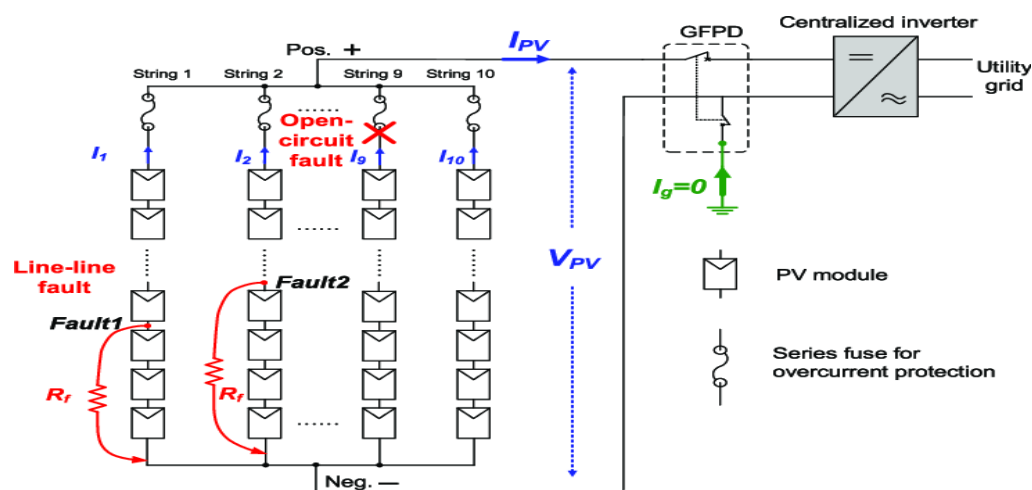 Centralized inverter
GFPD
I_PV
Pos. +
String 1
String 2
String 9
String 10
Utility
grid
Open-
circuit
fault
I_1
I_2
I_9
I_10
I_g=0
V_PV
Line-line
fault
Fault2
Fault1
PV module
R_f
R_f
Series fuse for
overcurrent protection
Neg. —